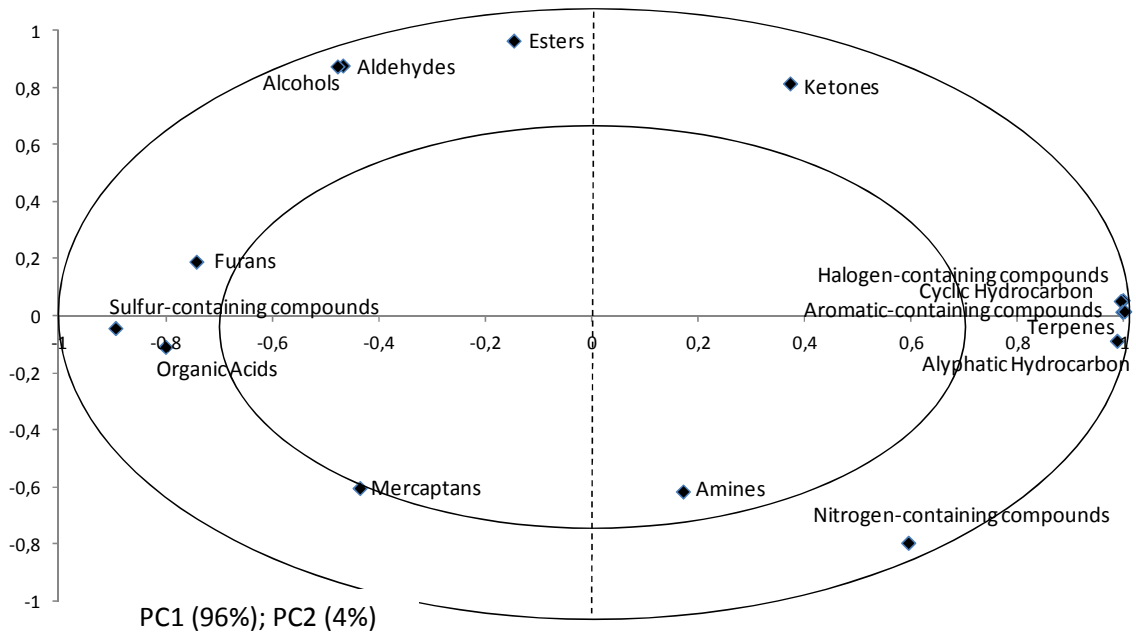 1
Esters
Aldehydes
Alcohols
0,8
Ketones
0,6
0,4
0,2
Furans
Halogen-containing compounds
Cyclic Hydrocarbon
Sulfur-containing compounds
Aromatic-containing compounds
0
Terpenes
-1 -0,8 -0,6 -0,4 -0,2 0 0,2 0,4 0,6 0,8 1
Organic Acids
Alyphatic Hydrocarbon
-0,2
-0,4
-0,6
Mercaptans
Amines
Nitrogen-containing compounds
-0,8
-1
PC1 (96%); PC2 (4%)